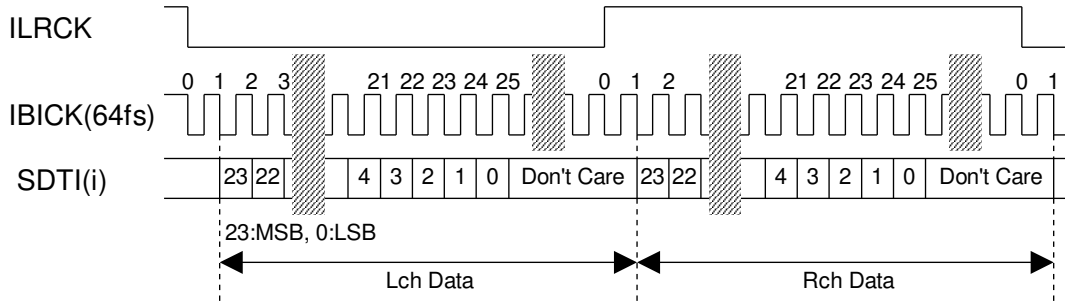 ILRCK
0 1 2 3 21 22 23 24 25 0 1 2 21 22 23 24 25 0 1
IBICK(64fs)
SDTI(i) 23 22 4 3 2 1 0 Don't Care 23 22 4 3 2 1 0 Don't Care
23:MSB, 0:LSB
Lch Data Rch Data